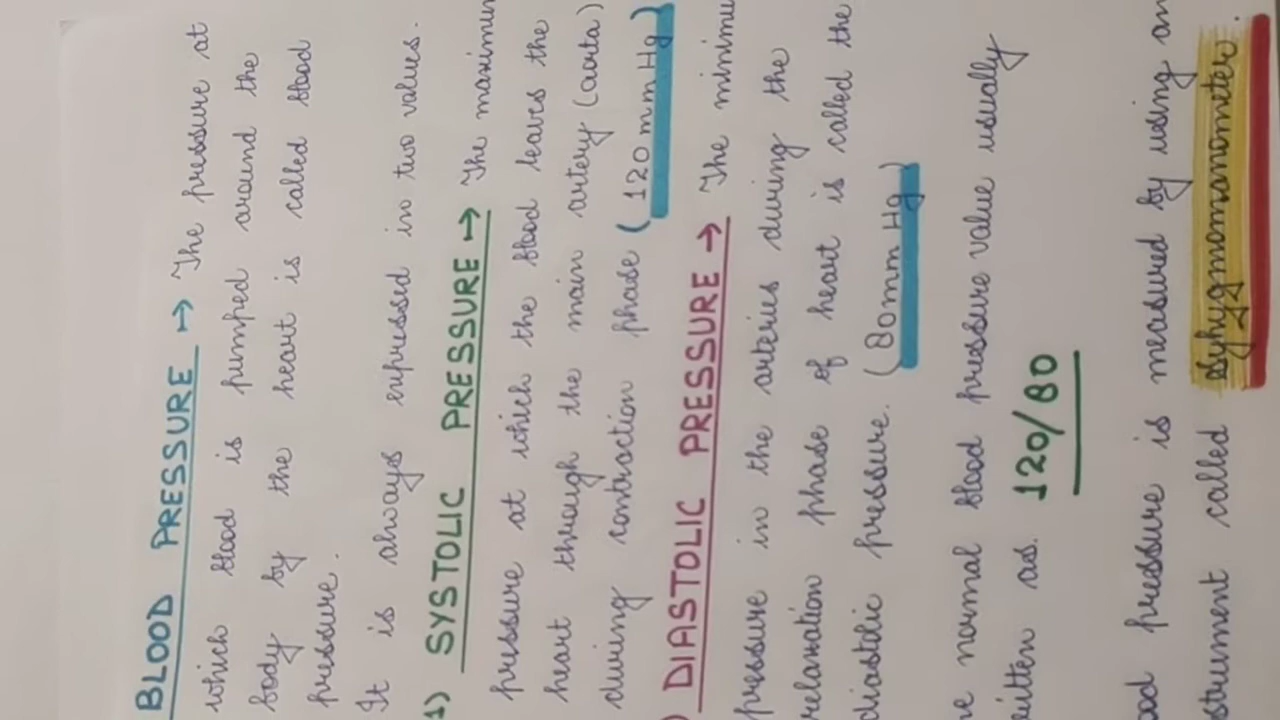 BLOOD PRESSURE → The pressure at
which blood is pumped around the
body by the heart is called blood
pressure.
It is always expressed in two values.
1) SYSTOLIC PRESSURE → The maximum
pressure at which the blood leaves the
heart through the main artery (aorta)
during contraction phase (120 mm Hg)
) DIASTOLIC PRESSURE → The minimu
pressure in the arteries during the
relaxation phase of heart is called the
diastolic pressure. (80mm Hg)
e normal blood pressure value usually
ritten as. 120/80
ood pressure is measured by using an
strument called sphygmomanometer.